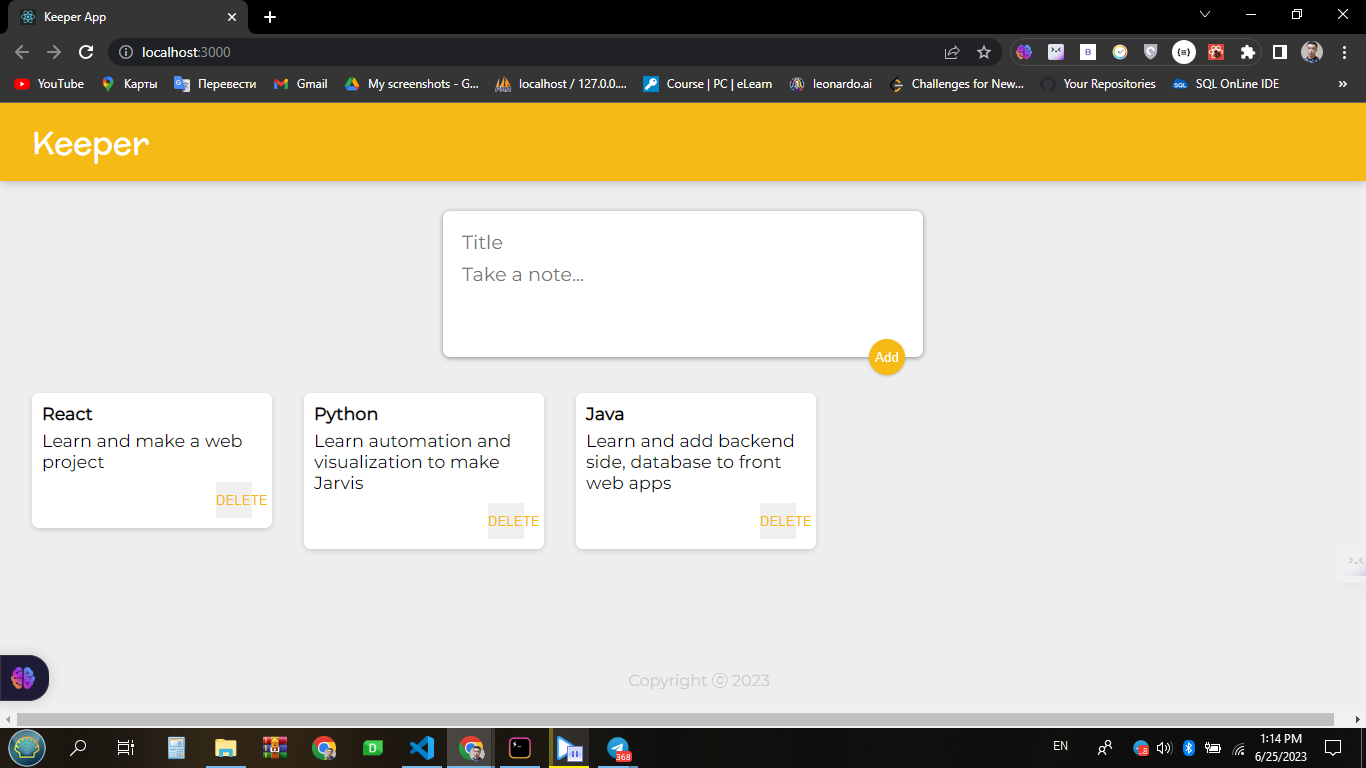 Keeper App
localhost:3000
YouTube
Карты
Перевести
Gmail
My screenshots - G...
localhost / 127.0.0....
Course | PC | eLearn
leonardo.ai
Challenges for New...
Your Repositories
SQL OnLine IDE
»
Keeper
Title
Take a note...
Add
React
Learn and make a web
project
DELETE
Python
Learn automation and
visualization to make
Jarvis
DELETE
Java
Learn and add backend
side, database to front
web apps
DELETE
Copyright ⓒ 2023
EN
1:14 PM
6/25/2023
368